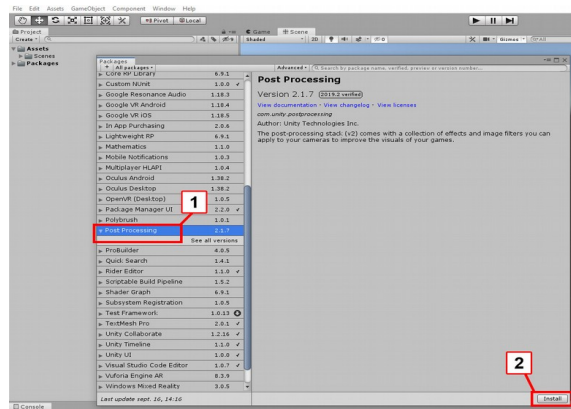 File Edit Assets GameObject Component Window Help
Pivot Local
Project
Create
Assets
Scenes
Packages
Game Scene
Shaded 2D Gizmos
Packages
+ All packages Advanced Search by package name, verified, preview or version number...
Core RP Library 6.9.1
Custom NUnit 1.0.0 ✓
Google Resonance Audio 1.18.3
Google VR Android 1.18.4
Google VR iOS 1.18.5
In App Purchasing 2.0.6
Lightweight RP 6.9.1
Mathematics 1.1.0
Mobile Notifications 1.0.3
Multiplayer HLAPI 1.0.4
Oculus Android 1.38.2
Oculus Desktop 1.38.2
OpenVR (Desktop) 1.0.5
Package Manager UI 2.2.0 ✓
Polybrush 1.0.1
Post Processing 2.1.7
See all versions
ProBuilder 4.0.5
Quick Search 1.4.1
Rider Editor 1.1.0 ✓
Scriptable Build Pipeline 1.5.2
Shader Graph 6.9.1
Subsystem Registration 1.0.5
Test Framework 1.0.13
TextMesh Pro 2.0.1 ✓
Unity Collaborate 1.2.16 ✓
Unity Timeline 1.1.0 ✓
Unity UI 1.0.0 ✓
Visual Studio Code Editor 1.0.7 ✓
Vuforia Engine AR 8.3.9
Windows Mixed Reality 3.0.5
Last update sept. 16, 14:16
1
Post Processing
Version 2.1.7 2019.2 verified
View documentation - View changelog - View licenses
com.unity.postprocessing
Author: Unity Technologies Inc.
The post-processing stack (v2) comes with a collection of effects and image filters you can
apply to your cameras to improve the visuals of your games.
2
Install
Console